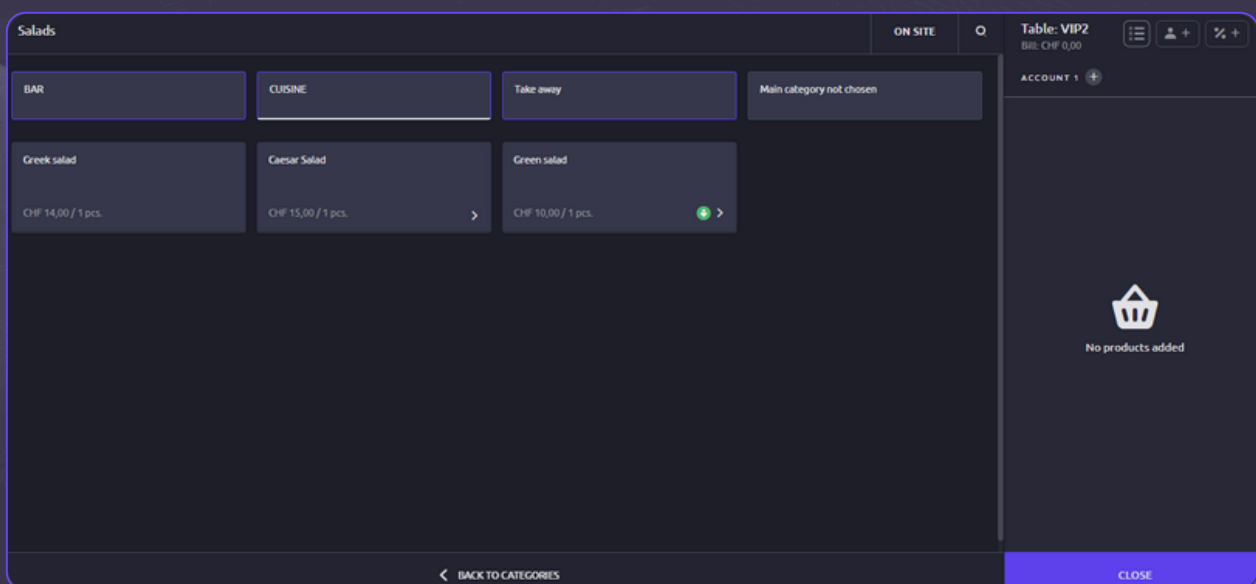 Salads
ON SITE
Table: VIP2
Bill: CHF 0,00
ACCOUNT 1
BAR
CUISINE
Take away
Main category not chosen
Greek salad
CHF 14,00 / 1 pcs.
Caesar Salad
CHF 15,00 / 1 pcs.
Green salad
CHF 10,00 / 1 pcs.
No products added
BACK TO CATEGORIES
CLOSE